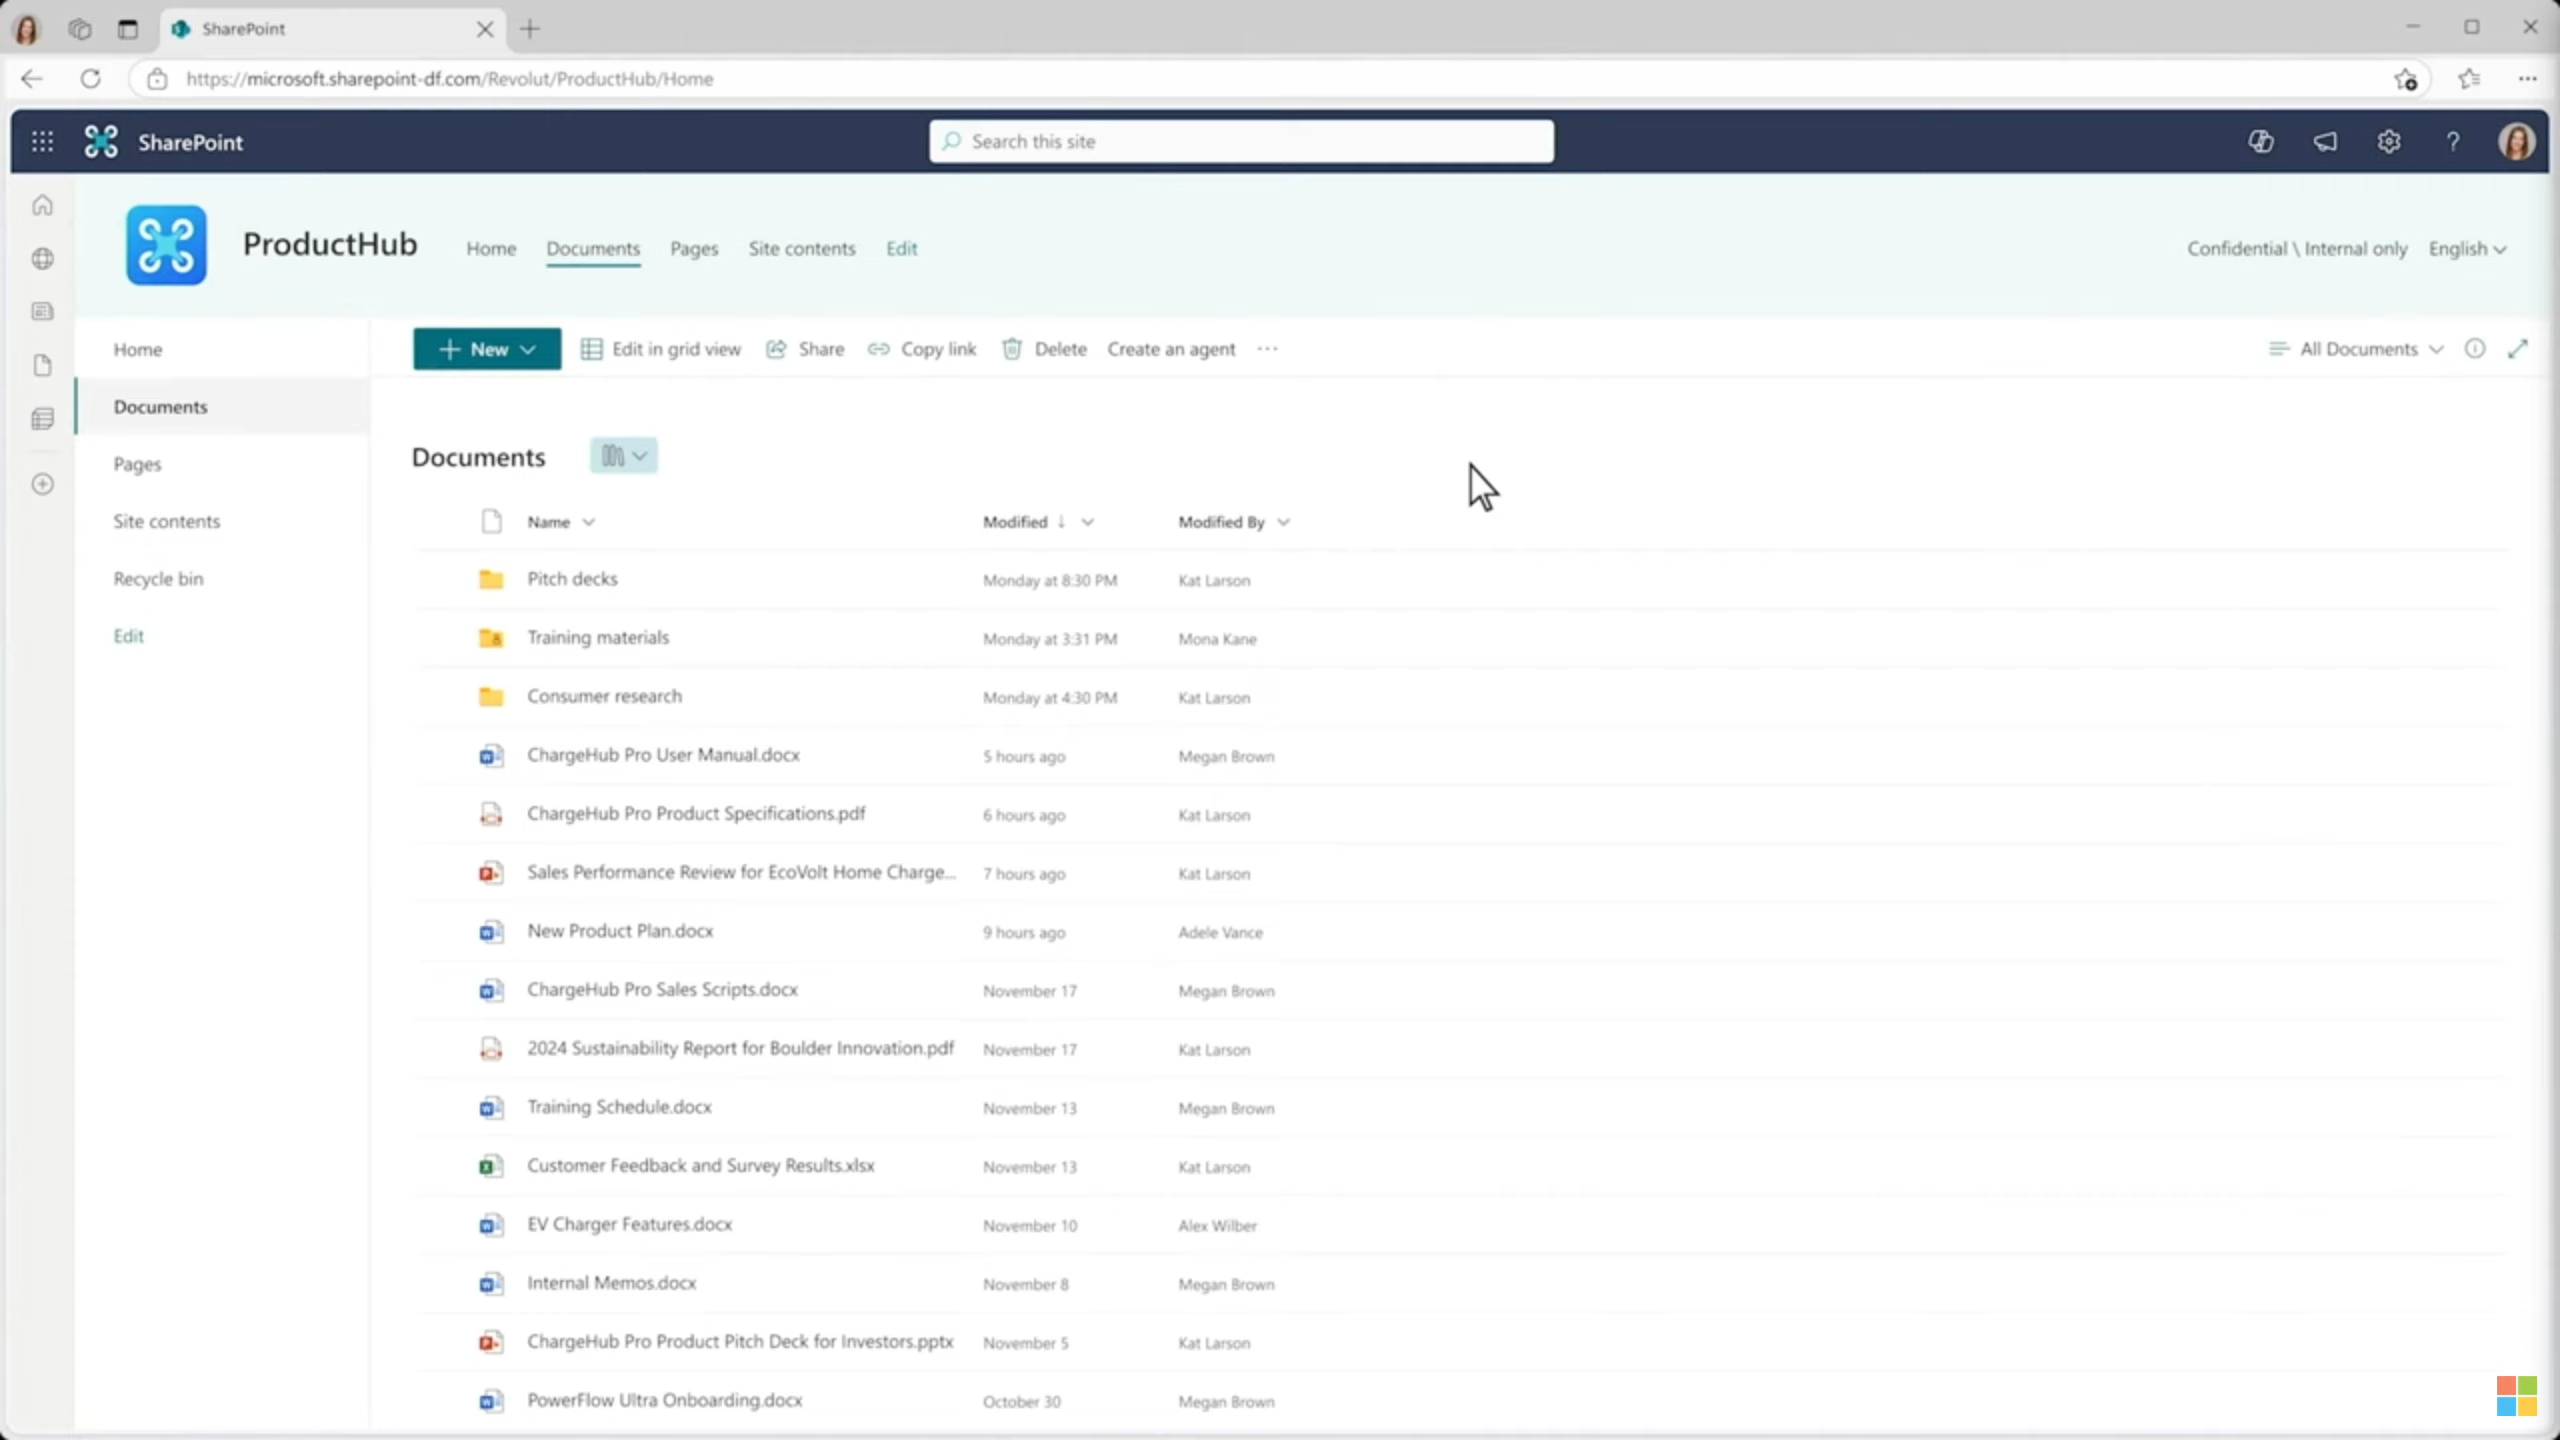 SharePoint
https://microsoft.sharepoint-df.com/Revolut/ProductHub/Home
SharePoint
Search this site
ProductHub
Home
Documents
Pages
Site contents
Edit
Confidential \ Internal only
English
Home
Documents
Pages
Site contents
Recycle bin
Edit
New
Edit in grid view
Share
Copy link
Delete
Create an agent
All Documents
Documents
Name Modified Modified By
Pitch decks Monday at 8:30 PM Kat Larson
Training materials Monday at 3:31 PM Mona Kane
Consumer research Monday at 4:30 PM Kat Larson
ChargeHub Pro User Manual.docx 5 hours ago Megan Brown
ChargeHub Pro Product Specifications.pdf 6 hours ago Kat Larson
Sales Performance Review for EcoVolt Home Charge... 7 hours ago Kat Larson
New Product Plan.docx 9 hours ago Adele Vance
ChargeHub Pro Sales Scripts.docx November 17 Megan Brown
2024 Sustainability Report for Boulder Innovation.pdf November 17 Kat Larson
Training Schedule.docx November 13 Megan Brown
Customer Feedback and Survey Results.xlsx November 13 Kat Larson
EV Charger Features.docx November 10 Alex Wilber
Internal Memos.docx November 8 Megan Brown
ChargeHub Pro Product Pitch Deck for Investors.pptx November 5 Kat Larson
PowerFlow Ultra Onboarding.docx October 30 Megan Brown